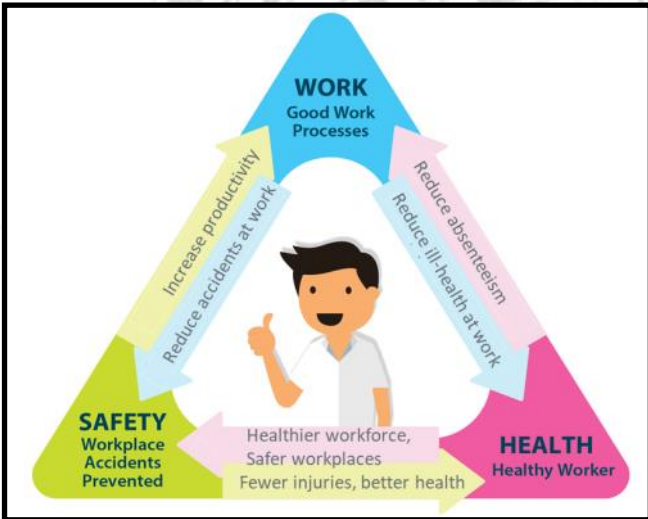 WORK
Good Work
Processes
Increase productivity
Reduce accidents at work
Reduce absenteeism
Reduce ill-health at work
SAFETY
Workplace
Accidents
Prevented
Healthier workforce,
Safer workplaces
Fewer injuries, better health
HEALTH
Healthy Worker